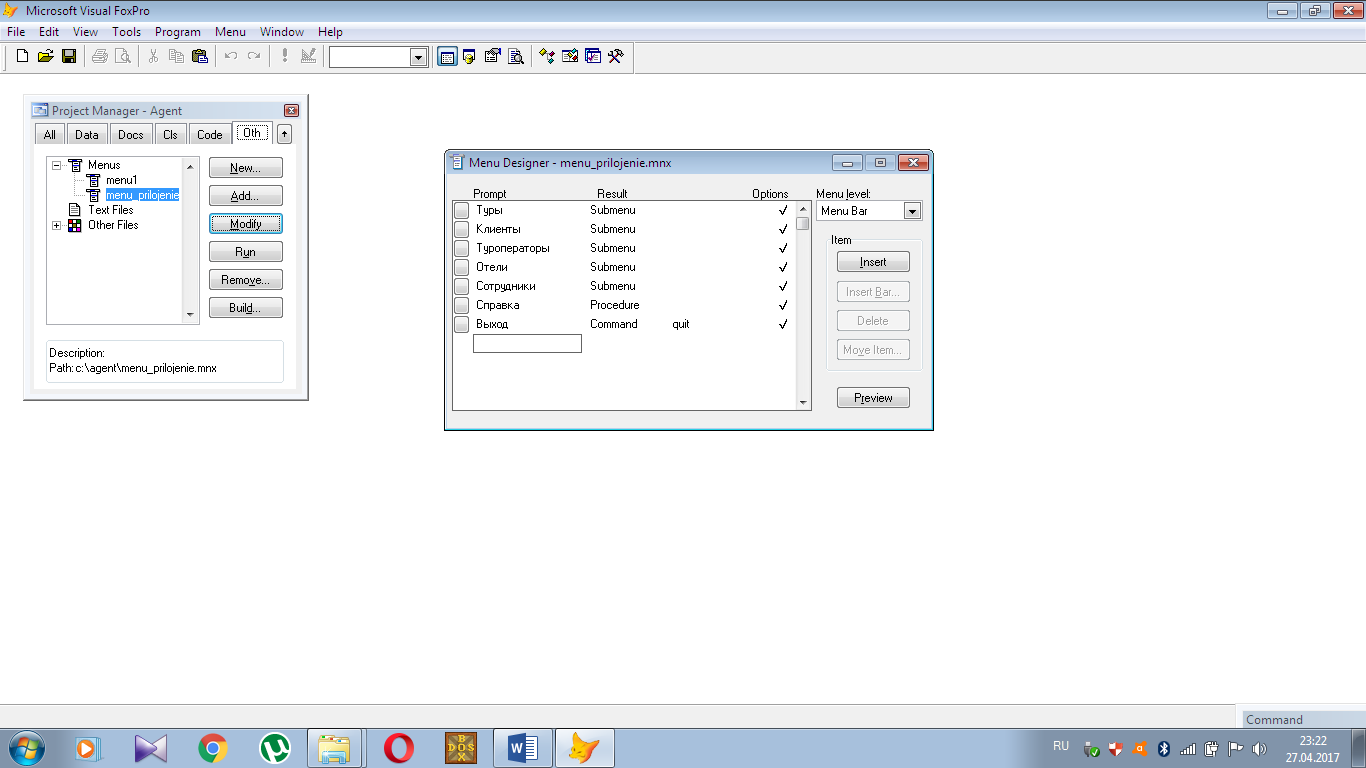 Microsoft Visual FoxPro
File Edit View Tools Program Menu Window Help
Project Manager - Agent
All Data Docs Cls Code Oth
Menus
menu1
menu_prilojenie
Text Files
Other Files
New...
Add...
Modify
Run
Remove...
Build...
Description:
Path: c:\agent\menu_prilojenie.mnx
Menu Designer - menu_prilojenie.mnx
Prompt Result Options
Туры Submenu
Клиенты Submenu
Туроператоры Submenu
Отели Submenu
Сотрудники Submenu
Справка Procedure
Выход Command quit
Menu level:
Menu Bar
Item
Insert
Insert Bar...
Delete
Move Item...
Preview
Command
DOS
BOX
W
a
RU
23:22
27.04.2017